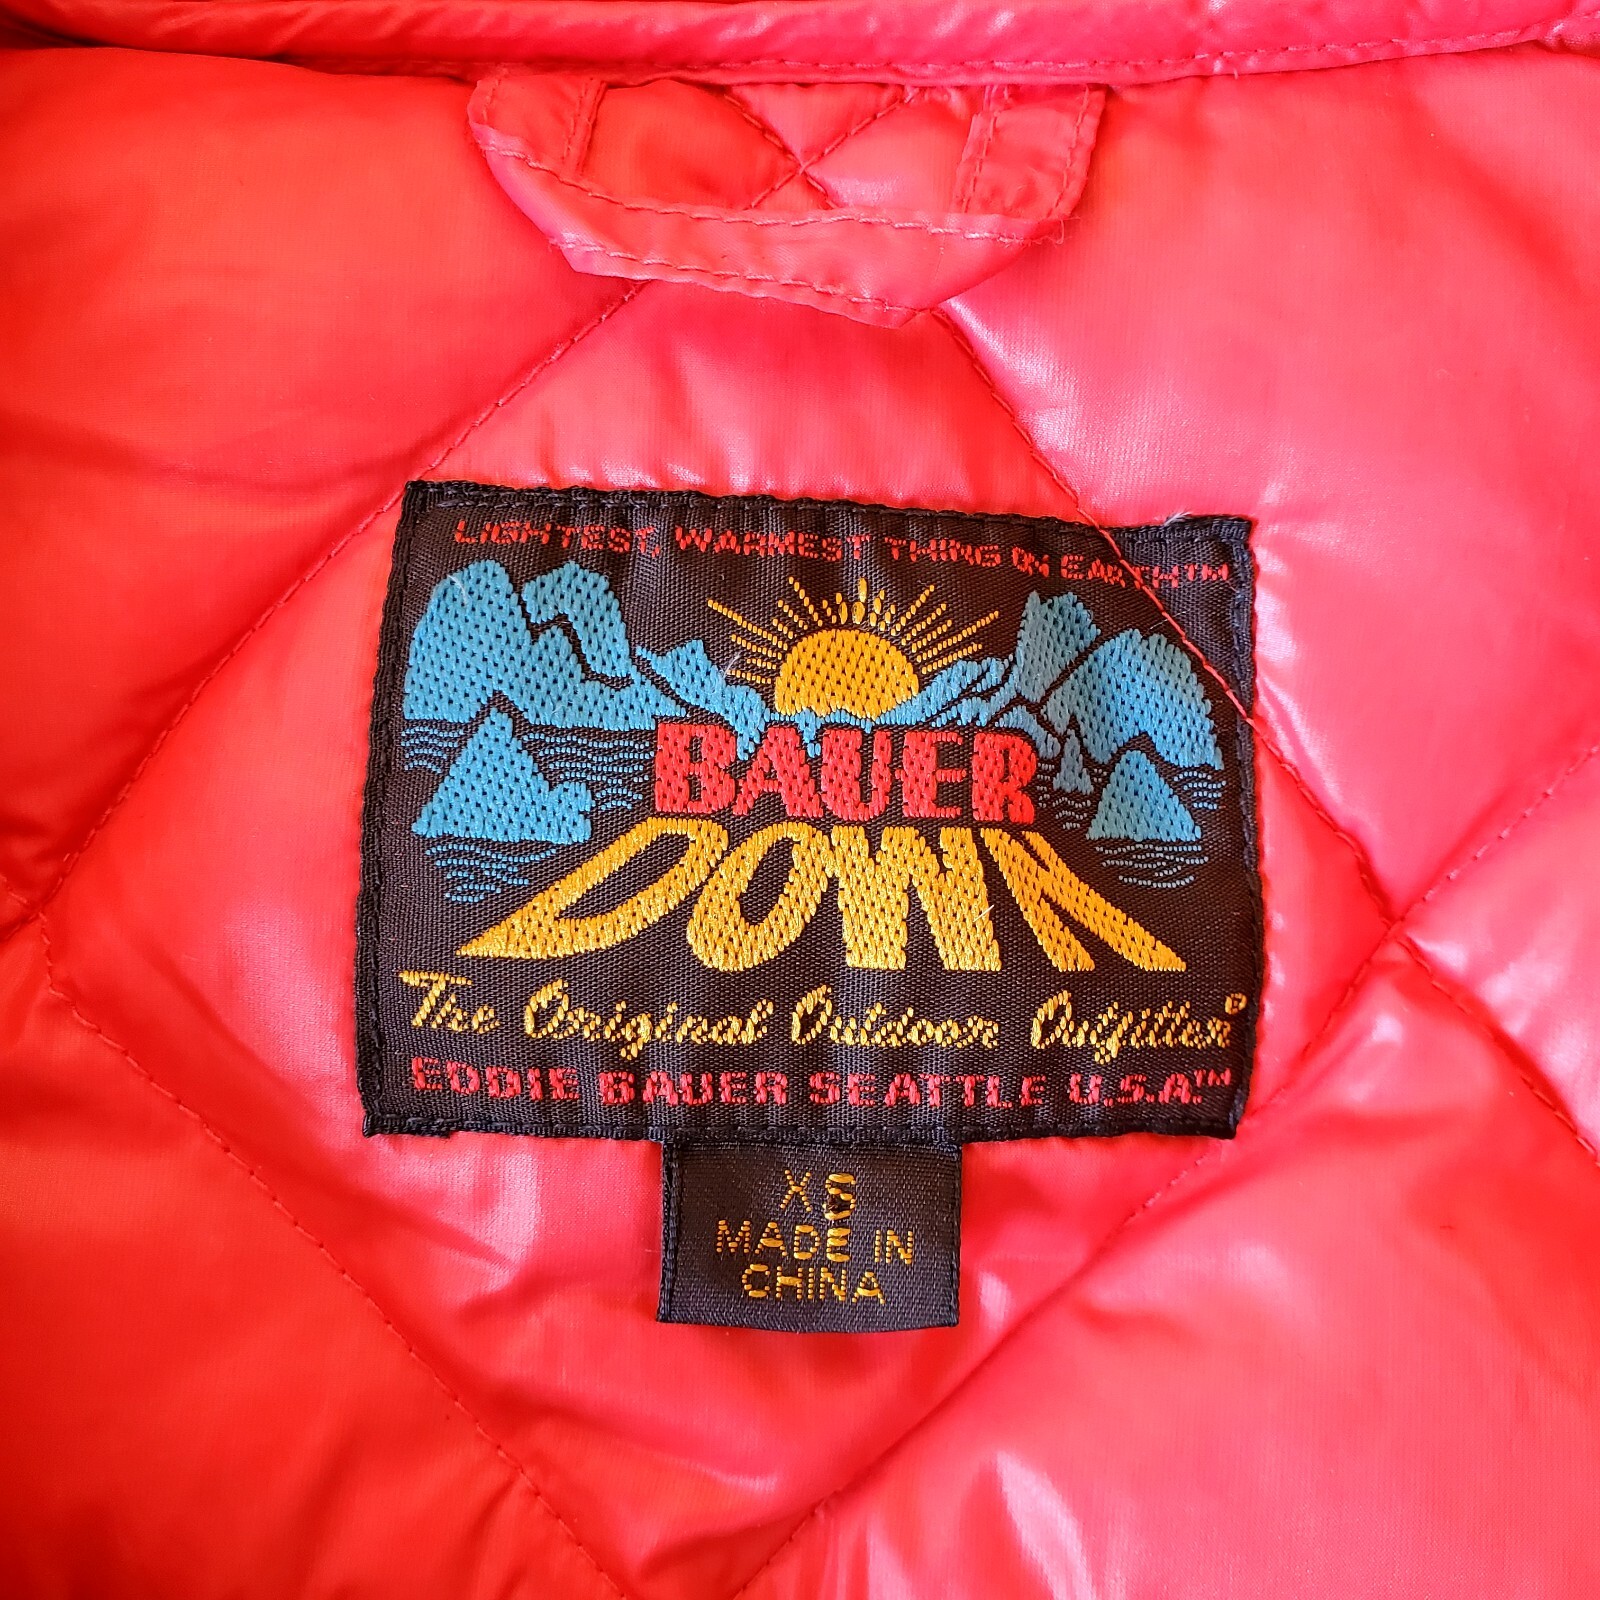 LIGHTEST, WARMEST THING ON EARTH™
BAUER
DOWN
The Original Outdoor Outfitter®
EDDIE BAUER SEATTLE U.S.A.™
XS
MADE IN
CHINA